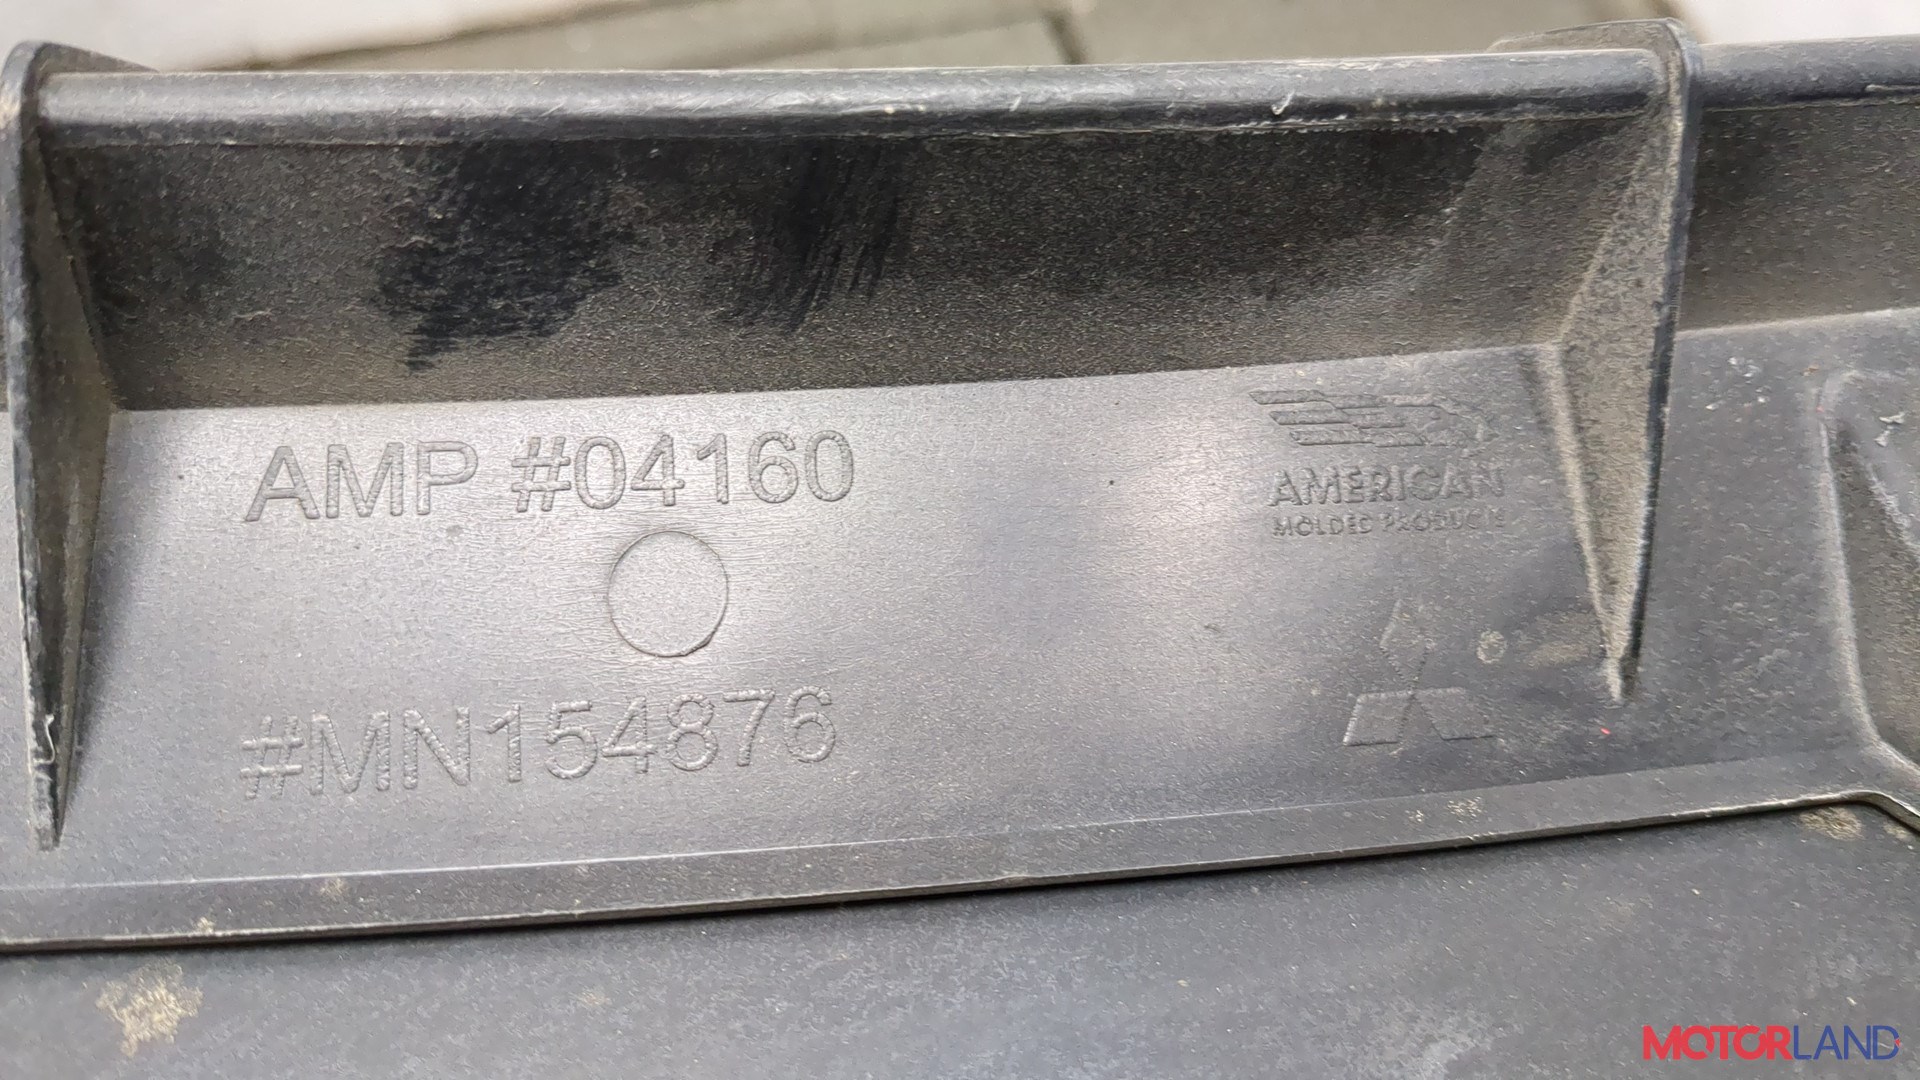 AMP #04160
AMERICAN
MOLDED PRODUCTS
#MN154876
MOTORLAND